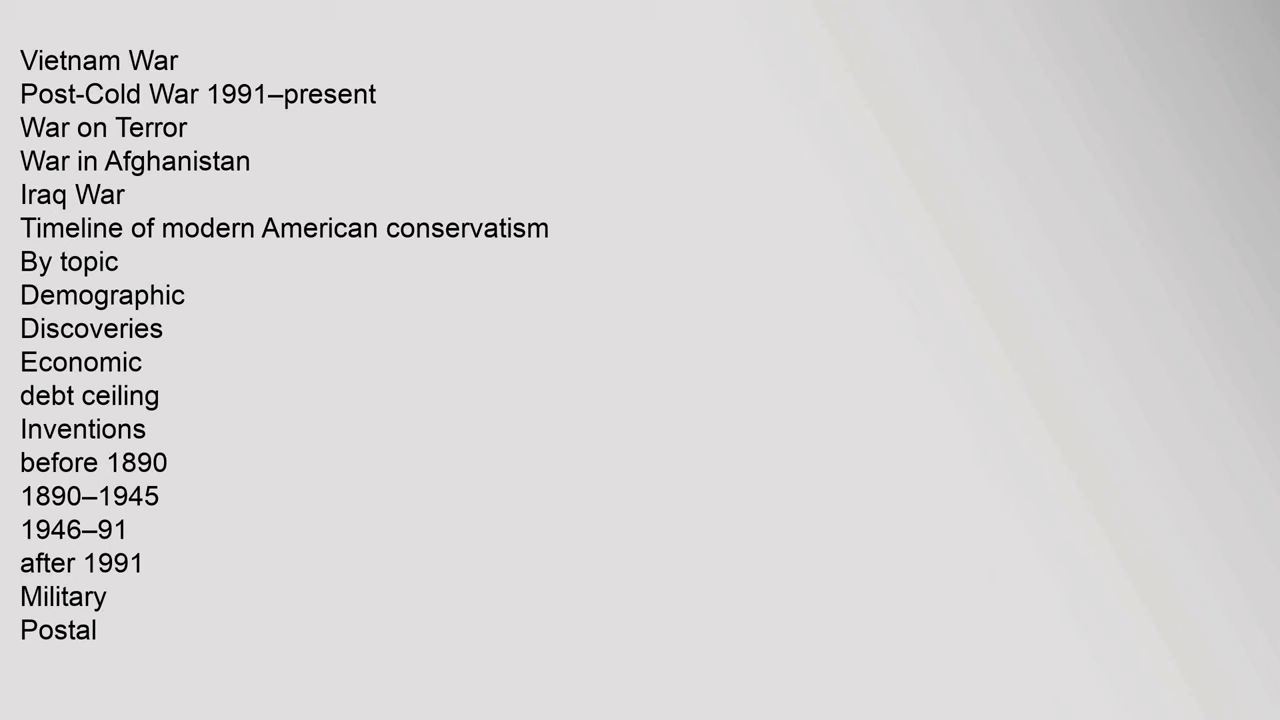 Vietnam War
Post-Cold War 1991–present
War on Terror
War in Afghanistan
Iraq War
Timeline of modern American conservatism
By topic
Demographic
Discoveries
Economic
debt ceiling
Inventions
before 1890
1890–1945
1946–91
after 1991
Military
Postal